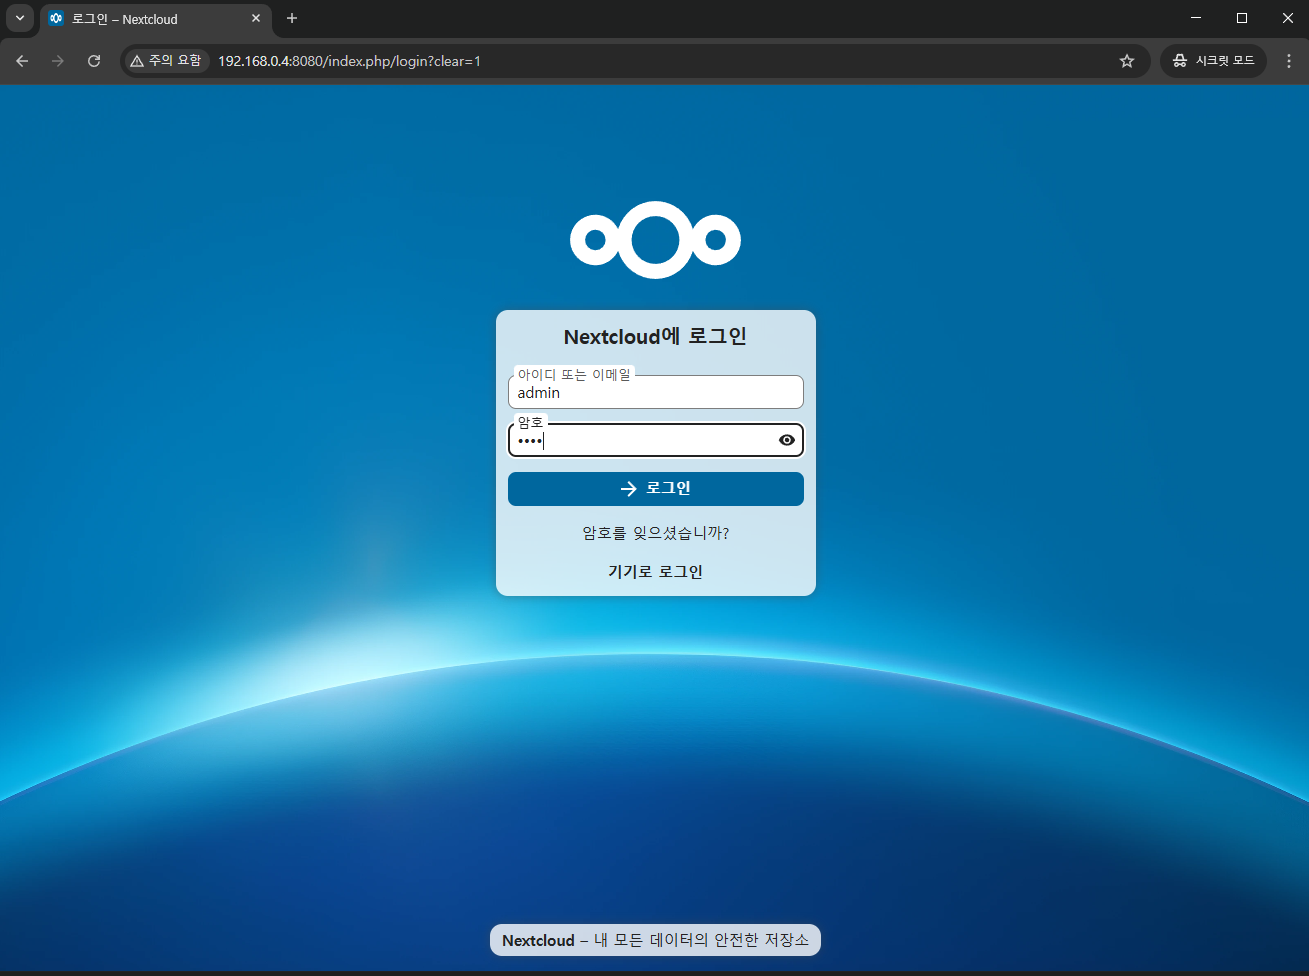 로그인 – Nextcloud
주의 요함
192.168.0.4:8080/index.php/login?clear=1
시크릿 모드
Nextcloud에 로그인
아이디 또는 이메일
admin
암호
••••
로그인
암호를 잊으셨습니까?
기기로 로그인
Nextcloud – 내 모든 데이터의 안전한 저장소